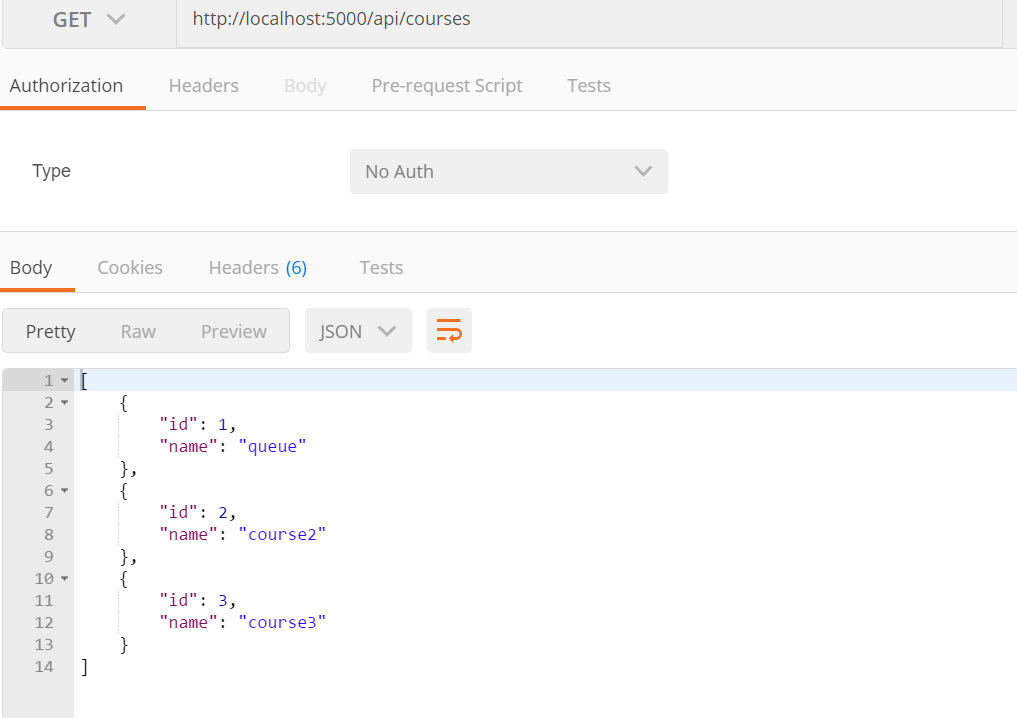 GET http://localhost:5000/api/courses
Authorization Headers Body Pre-request Script Tests
Type No Auth
Body Cookies Headers (6) Tests
Pretty Raw Preview JSON
1 [
2 {
3 "id": 1,
4 "name": "queue"
5 },
6 {
7 "id": 2,
8 "name": "course2"
9 },
10 {
11 "id": 3,
12 "name": "course3"
13 }
14 ]